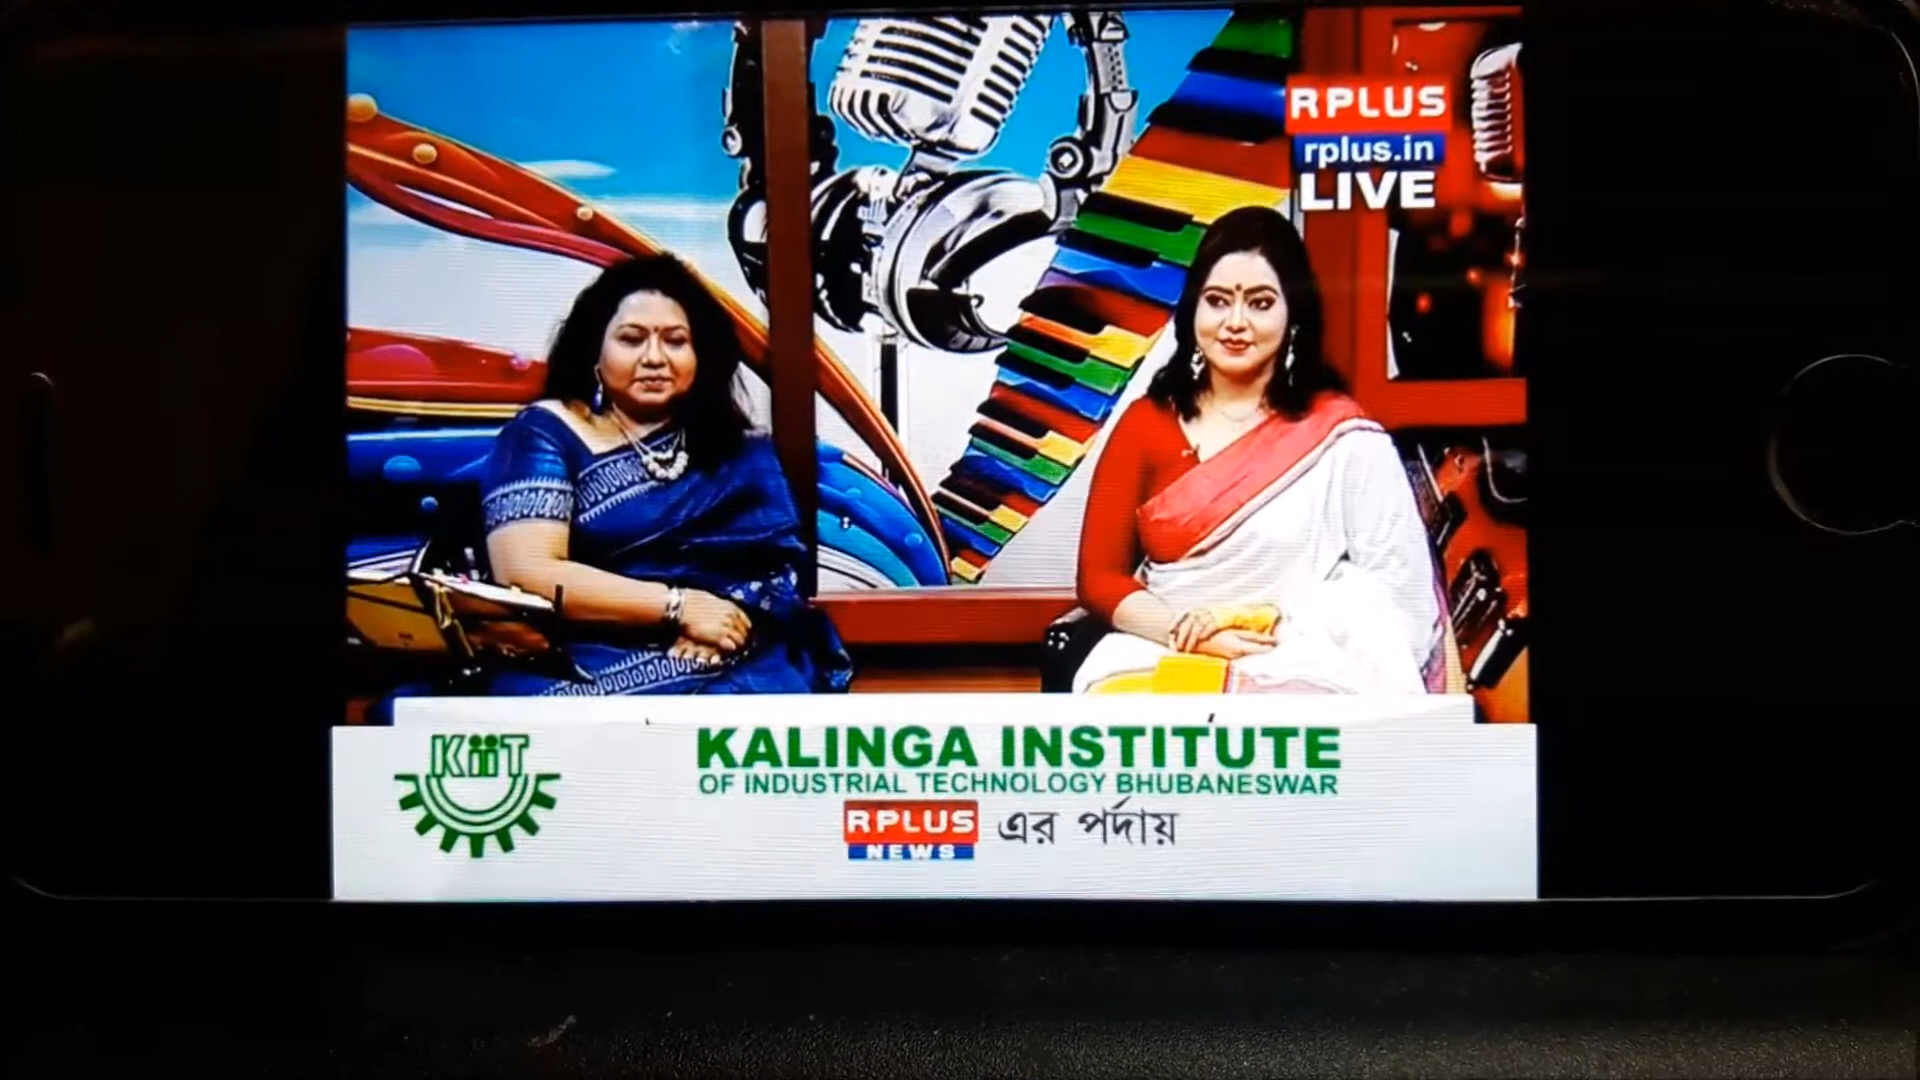 RPLUS
rplus.in
LIVE
KiiT
KALINGA INSTITUTE
OF INDUSTRIAL TECHNOLOGY BHUBANESWAR
RPLUS
NEWS
এর পর্দায়